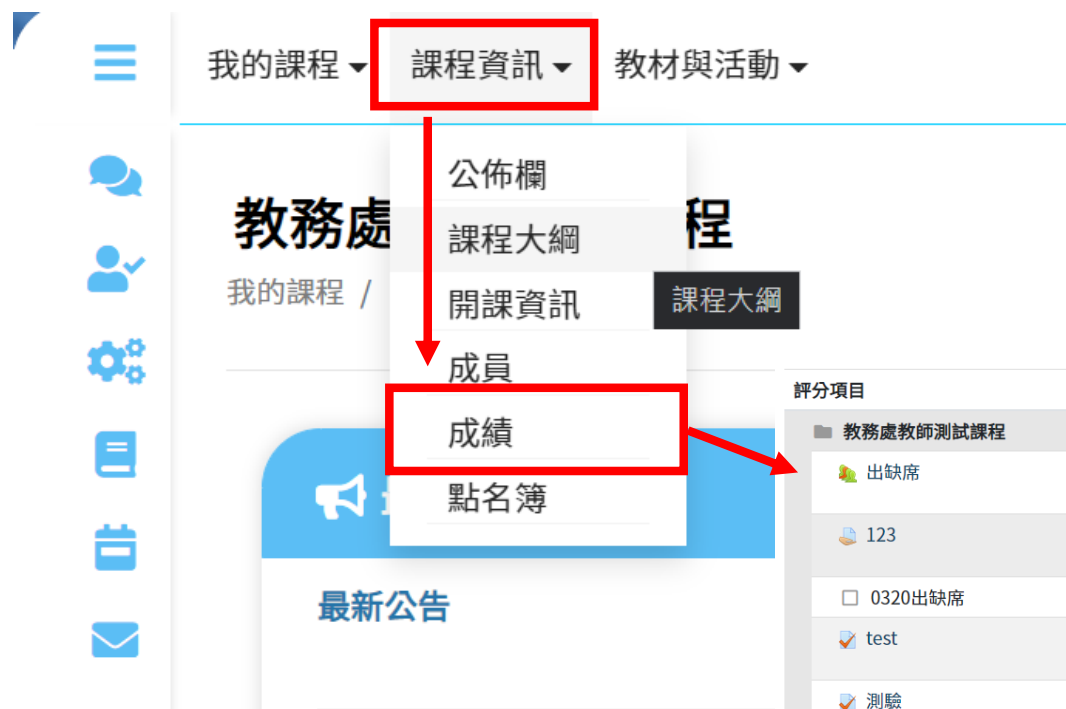 我的課程
課程資訊
教材與活動
公佈欄
教務處
程
課程大綱
我的課程 /
開課資訊
課程大綱
成員
成績
點名簿
最新公告
評分項目
教務處教師測試課程
出缺席
123
0320出缺席
test
測驗